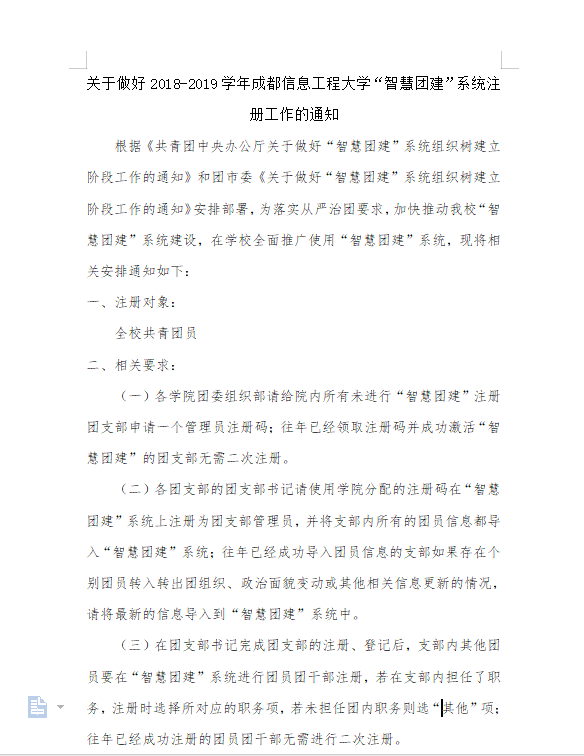 关于做好 2018-2019 学年成都信息工程大学“智慧团建”系统注
册工作的通知
根据《共青团中央办公厅关于做好“智慧团建”系统组织树建立
阶段工作的通知》和团市委《关于做好“智慧团建”系统组织树建立
阶段工作的通知》安排部署，为落实从严治团要求，加快推动我校“智
慧团建”系统建设，在学校全面推广使用“智慧团建”系统，现将相
关安排通知如下：
一、注册对象：
全校共青团员
二、相关要求：
（一）各学院团委组织部请给院内所有未进行“智慧团建”注册
团支部申请一个管理员注册码；往年已经领取注册码并成功激活“智
慧团建”的团支部无需二次注册。
（二）各团支部的团支部书记请使用学院分配的注册码在“智慧
团建”系统上注册为团支部管理员，并将支部内所有的团员信息都导
入“智慧团建”系统；往年已经成功导入团员信息的支部如果存在个
别团员转入转出团组织、政治面貌变动或其他相关信息更新的情况，
请将最新的信息导入到“智慧团建”系统中。
（三）在团支部书记完成团支部的注册、登记后，支部内其他团
员要在“智慧团建”系统进行团员团干部注册，若在支部内担任了职
务，注册时选择所对应的职务项，若未担任团内职务则选“其他”项；
往年已经成功注册的团员团干部无需进行二次注册。